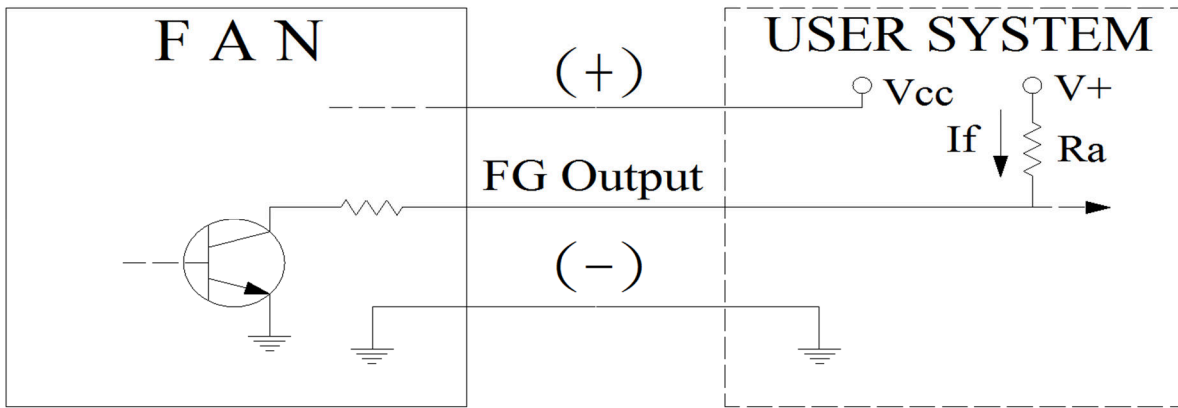 F A N
USER SYSTEM
(+)
Vcc
V+
If
Ra
FG Output
(-)